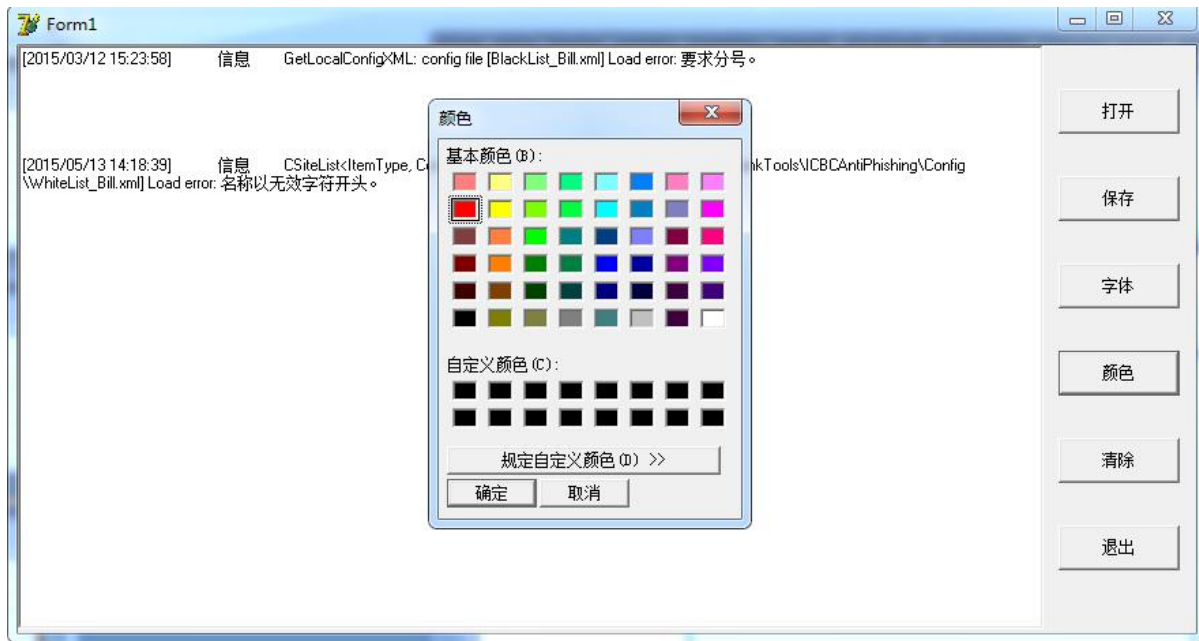 Form1
[2015/03/12 15:23:58] 信息 GetLocalConfigXML: config file [BlackList_Bill.xml] Load error: 要求分号。
[2015/05/13 14:18:39] 信息 CSiteList<ItemType, Co nkTools\ICBCAntiPhishing\Config
\WhiteList_Bill.xml] Load error: 名称以无效字符开头。
颜色
基本颜色(B):
自定义颜色(C):
规定自定义颜色(D) >>
确定 取消
打开
保存
字体
颜色
清除
退出